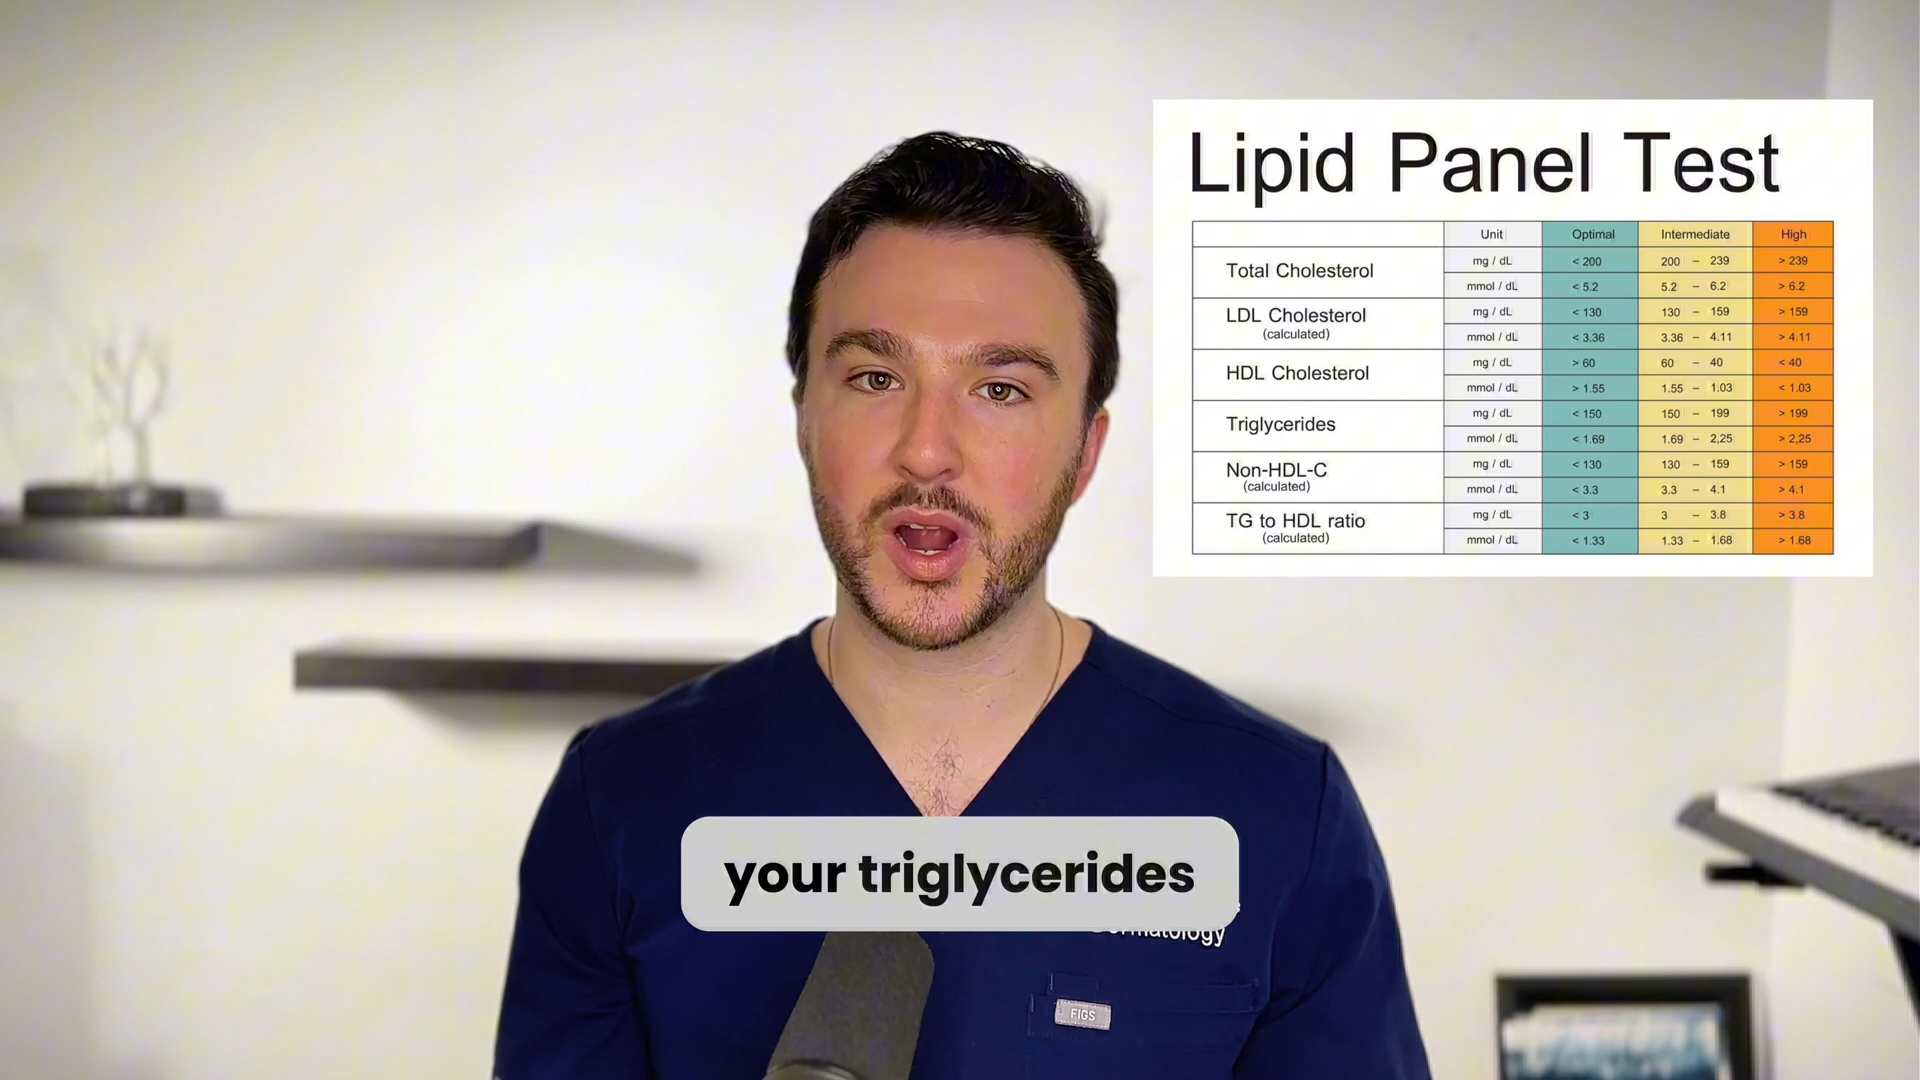 Lipid Panel Test
Unit Optimal Intermediate High
Total Cholesterol
mg / dL < 200 200 – 239 > 239
mmol / dL < 5.2 5.2 – 6.2 > 6.2
LDL Cholesterol
(calculated)
mg / dL < 130 130 – 159 > 159
mmol / dL < 3.36 3.36 – 4.11 > 4.11
HDL Cholesterol
mg / dL > 60 60 – 40 < 40
mmol / dL > 1.55 1.55 – 1.03 < 1.03
Triglycerides
mg / dL < 150 150 – 199 > 199
mmol / dL < 1.69 1.69 – 2,25 > 2,25
Non-HDL-C
(calculated)
mg / dL < 130 130 – 159 > 159
mmol / dL < 3.3 3.3 – 4.1 > 4.1
TG to HDL ratio
(calculated)
mg / dL < 3 3 – 3.8 > 3.8
mmol / dL < 1.33 1.33 – 1.68 > 1.68
your triglycerides
FIGS